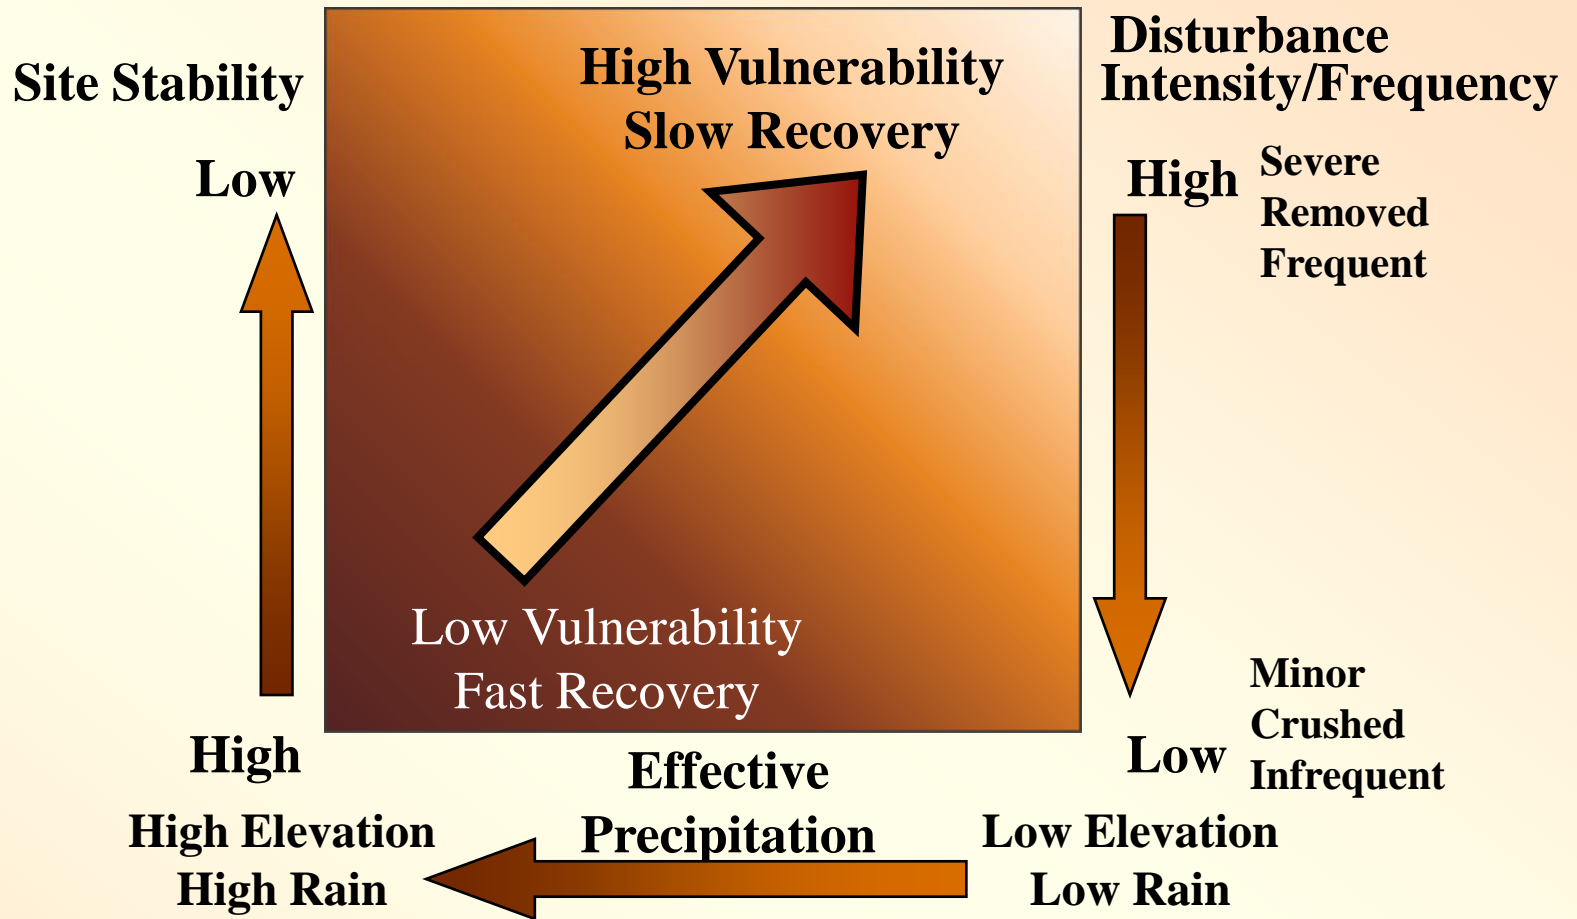 Site Stability
Low
High
High Vulnerability
Slow Recovery
Low Vulnerability
Fast Recovery
Disturbance
Intensity/Frequency
High
Severe
Removed
Frequent
Low
Minor
Crushed
Infrequent
Effective
Precipitation
High Elevation
High Rain
Low Elevation
Low Rain